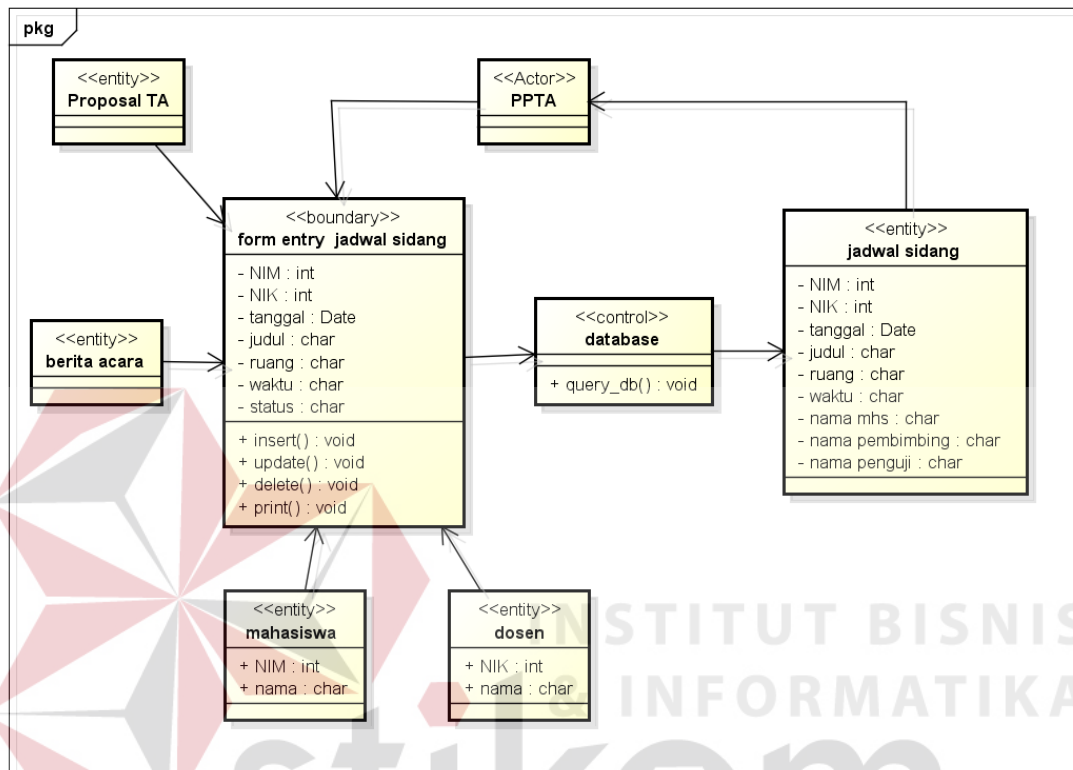 pkg
<<entity>>
Proposal TA
<<Actor>>
PPTA
<<boundary>>
form entry jadwal sidang
- NIM : int
- NIK : int
- tanggal : Date
- judul : char
- ruang : char
- waktu : char
- status : char
+ insert() : void
+ update() : void
+ delete() : void
+ print() : void
<<entity>>
berita acara
<<control>>
database
+ query_db() : void
<<entity>>
jadwal sidang
- NIM : int
- NIK : int
- tanggal : Date
- judul : char
- ruang : char
- waktu : char
- nama mhs : char
- nama pembimbing : char
- nama penguji : char
<<entity>>
mahasiswa
+ NIM : int
+ nama : char
<<entity>>
dosen
+ NIK : int
+ nama : char
INSTITUT BISNIS
& INFORMATIKA
stikom